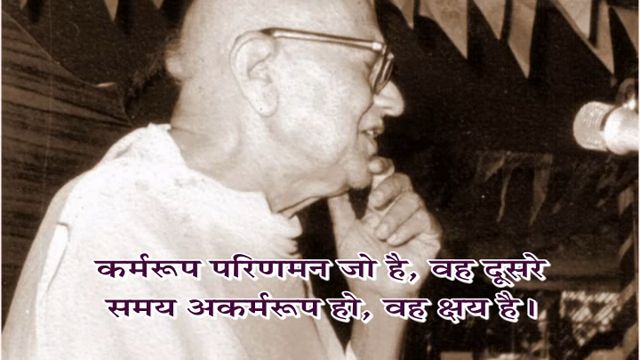 कर्मरूप परिणमन जो है, वह दूसरे
समय अकर्मरूप हो, वह क्षय है।